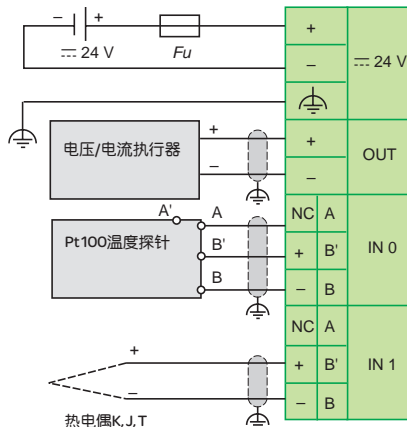 − +
+
⎓ 24 V
Fu
−
⎓ 24 V
+
电压/电流执行器
+
OUT
−
−
A'
A
NC A
Pt100温度探针
B'
+ B'
IN 0
B
− B
NC A
+
+ B'
IN 1
−
− B
热电偶K,J,T